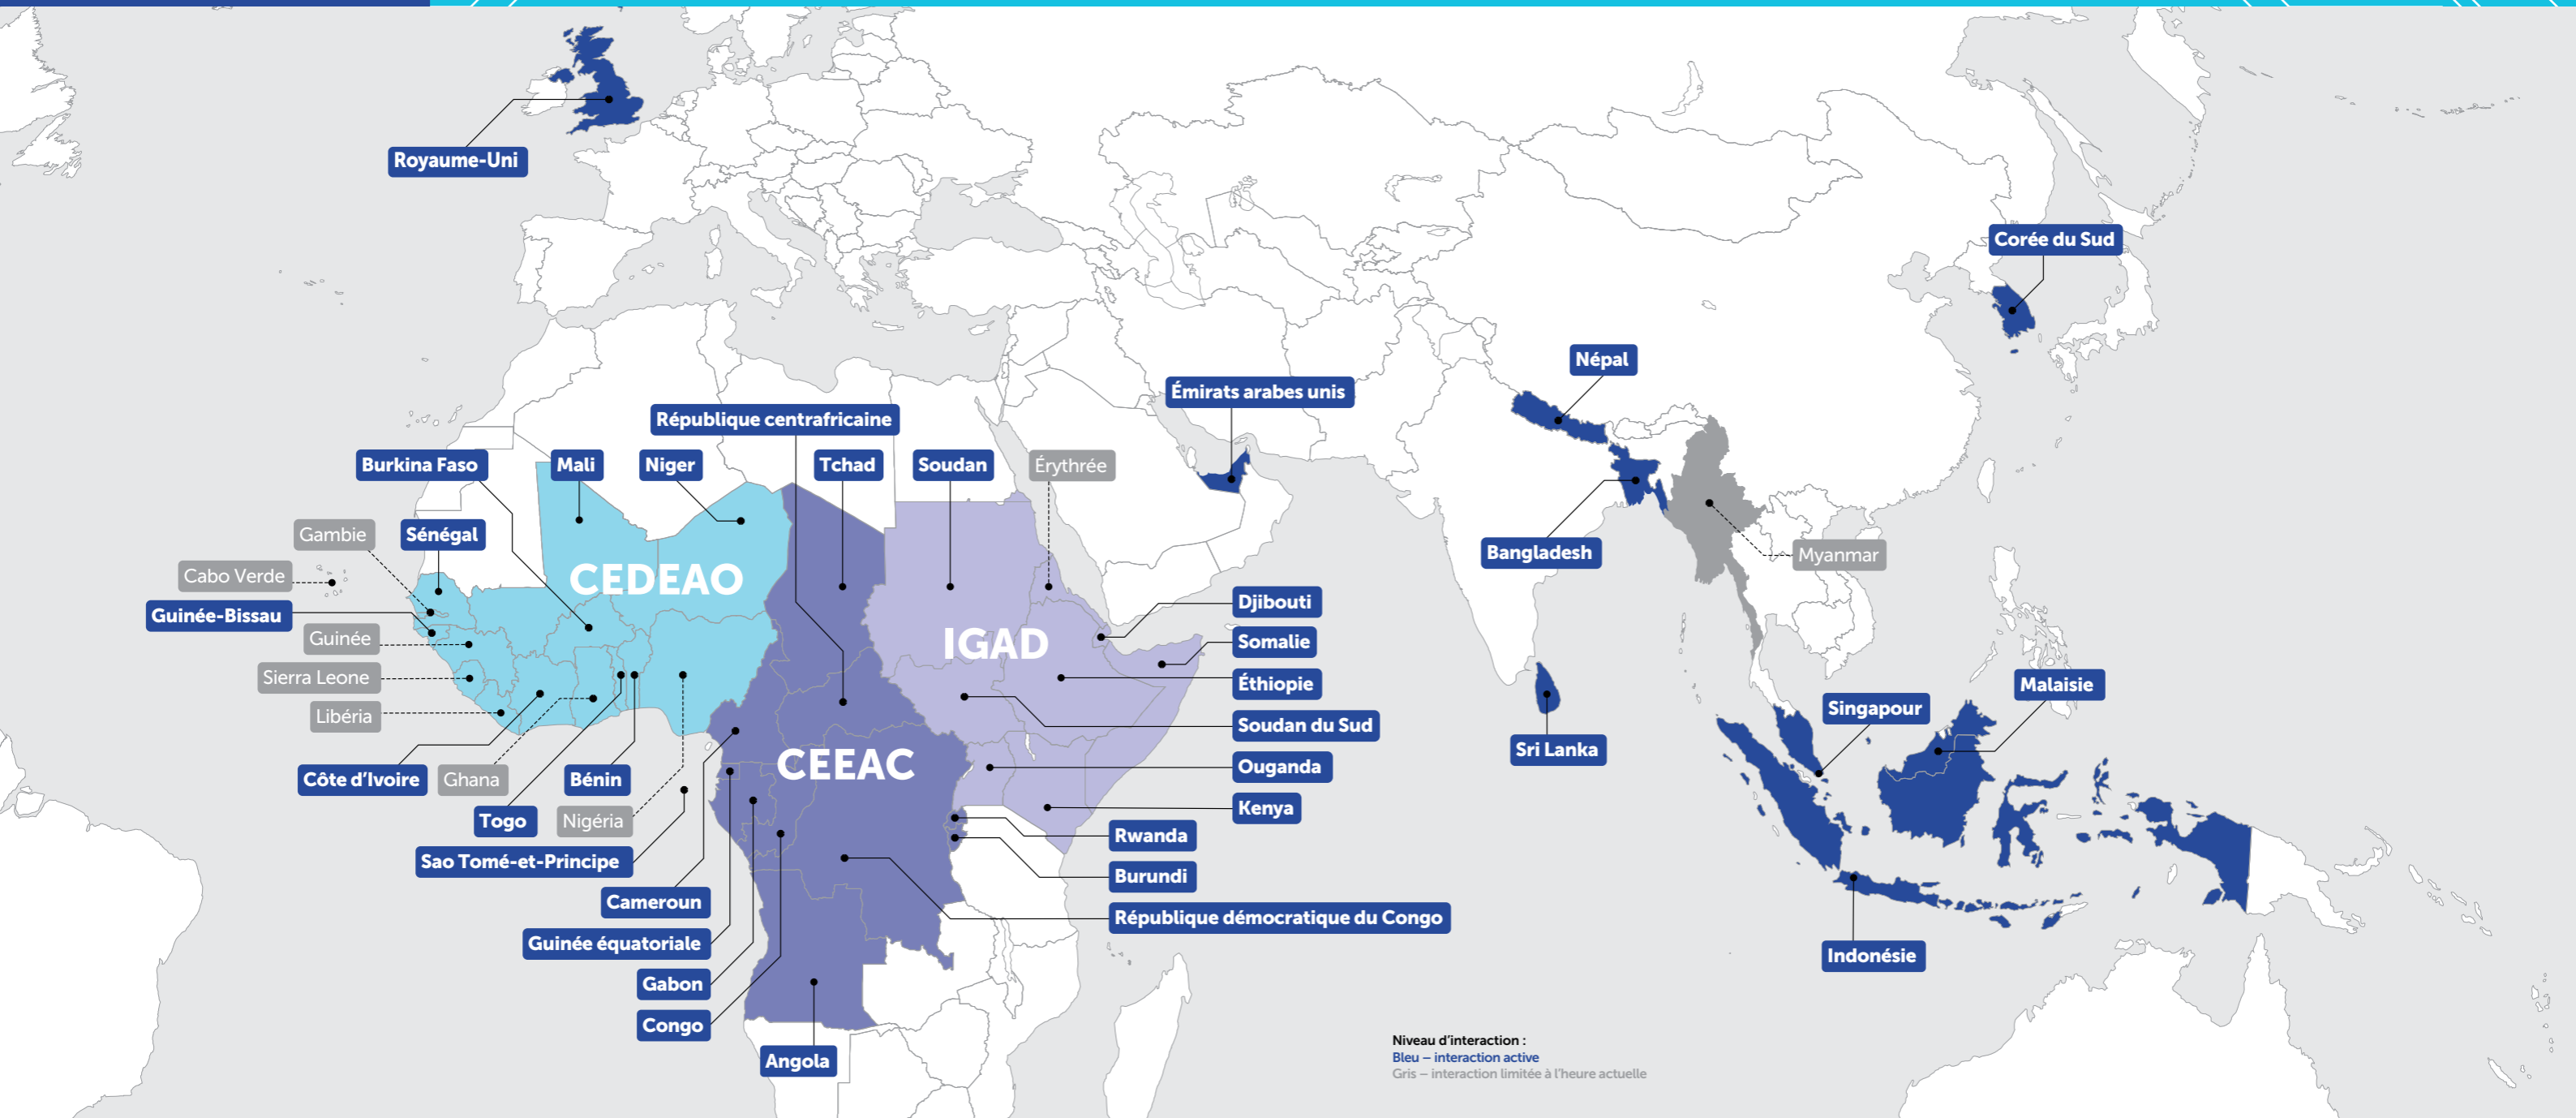 Royaume-Uni
Corée du Sud
Népal
Émirats arabes unis
République centrafricaine
Burkina Faso
Mali
Niger
Tchad
Soudan
Érythrée
Gambie
Sénégal
Bangladesh
Myanmar
Cabo Verde
CEDEAO
Guinée-Bissau
Djibouti
Guinée
IGAD
Somalie
Sierra Leone
Éthiopie
Malaisie
Libéria
Singapour
Soudan du Sud
Sri Lanka
CEEAC
Ouganda
Côte d’Ivoire
Ghana
Bénin
Kenya
Togo
Nigéria
Rwanda
Sao Tomé-et-Principe
Burundi
Cameroun
République démocratique du Congo
Guinée équatoriale
Indonésie
Gabon
Congo
Angola
Niveau d’interaction :
Bleu – interaction active
Gris – interaction limitée à l’heure actuelle